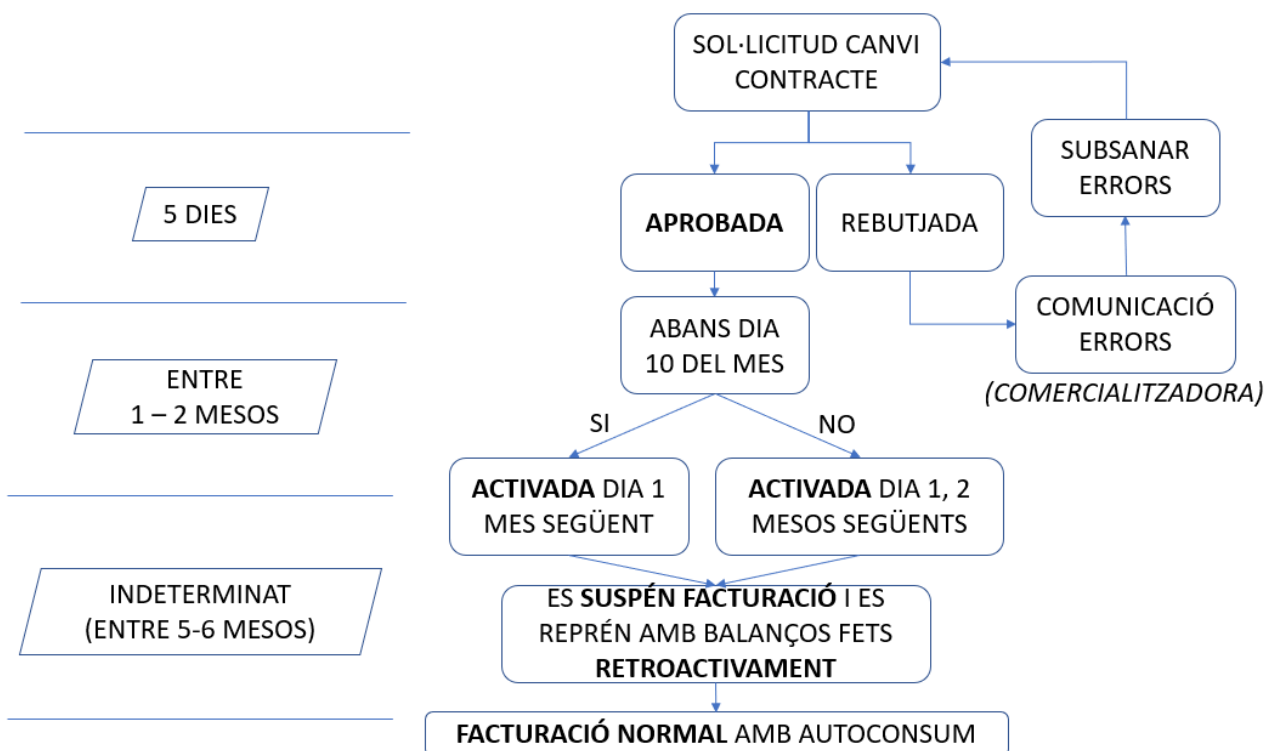 SOL·LICITUD CANVI
CONTRACTE
SUBSANAR
ERRORS
5 DIES
APROBADA
REBUTJADA
ABANS DIA
10 DEL MES
COMUNICACIÓ
ERRORS
(COMERCIALITZADORA)
ENTRE
1 – 2 MESOS
SI
NO
ACTIVADA DIA 1
MES SEGÜENT
ACTIVADA DIA 1, 2
MESOS SEGÜENTS
INDETERMINAT
(ENTRE 5-6 MESOS)
ES SUSPÉN FACTURACIÓ I ES
REPRÉN AMB BALANÇOS FETS
RETROACTIVAMENT
FACTURACIÓ NORMAL AMB AUTOCONSUM